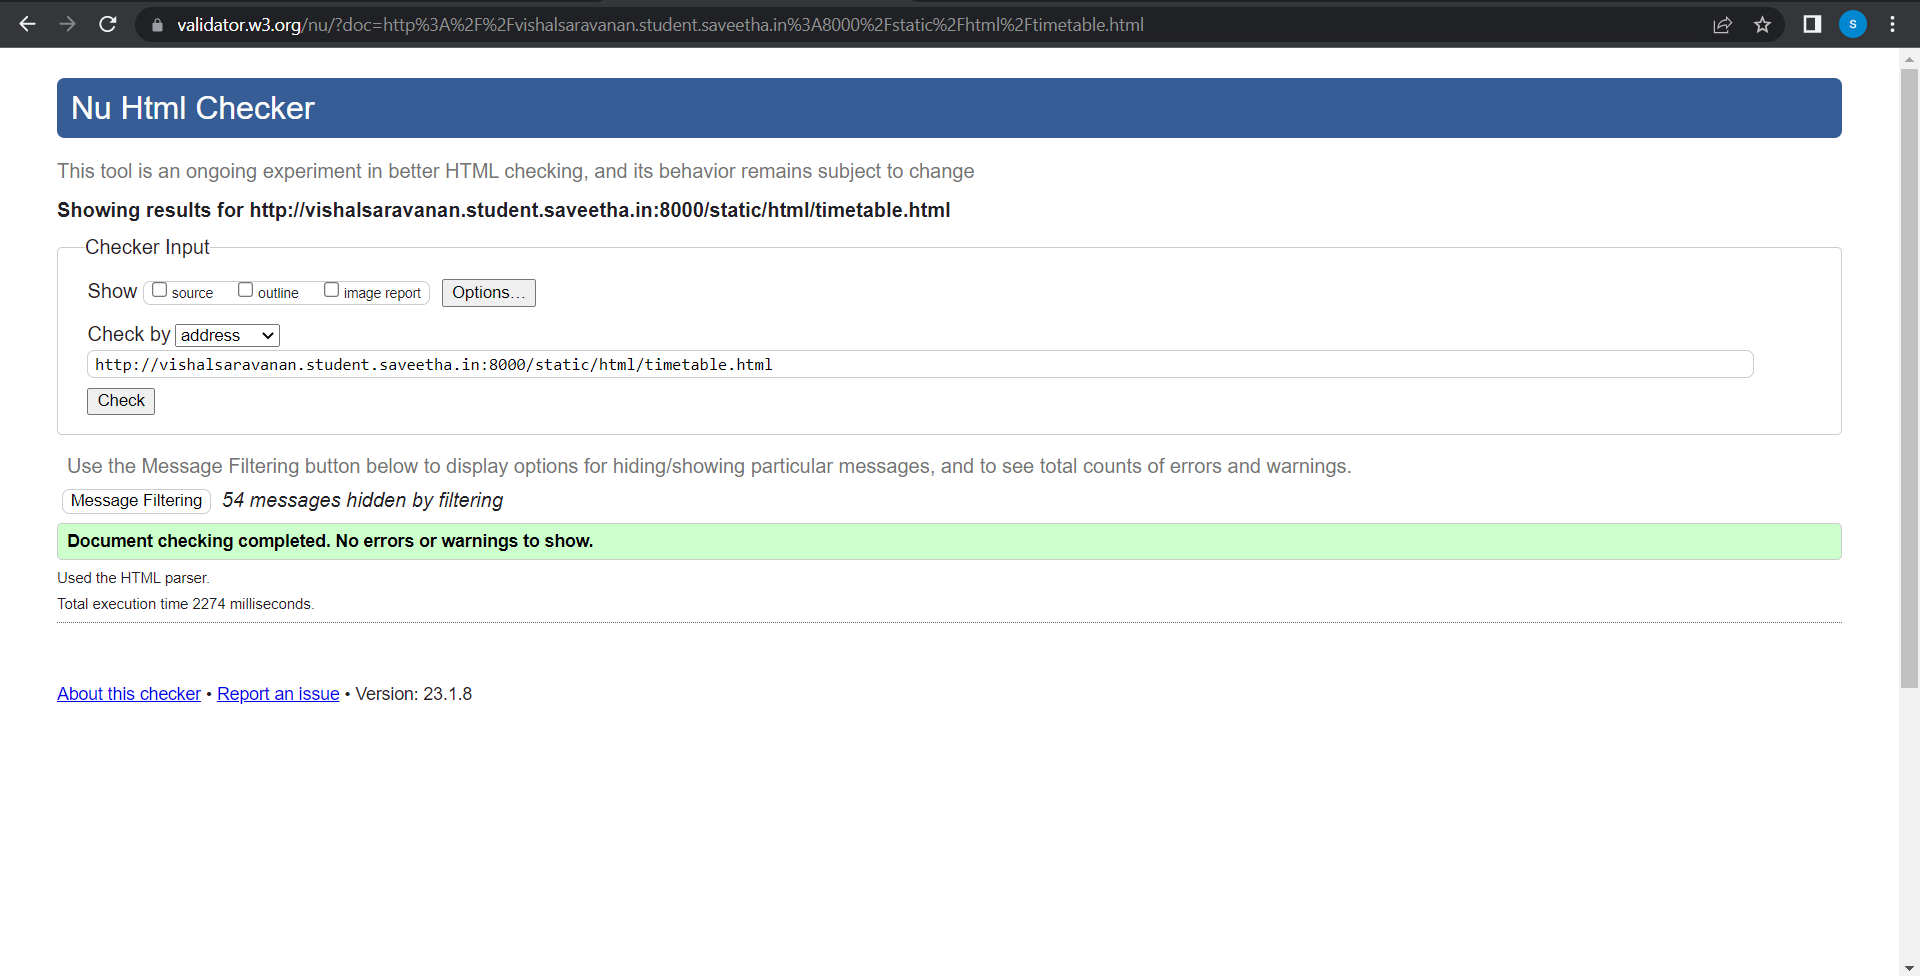 validator.w3.org/nu/?doc=http%3A%2F%2Fvishalsaravanan.student.saveetha.in%3A8000%2Fstatic%2Fhtml%2Ftimetable.html
S
Nu Html Checker
This tool is an ongoing experiment in better HTML checking, and its behavior remains subject to change
Showing results for http://vishalsaravanan.student.saveetha.in:8000/static/html/timetable.html
Checker Input
Show source outline image report Options...
Check by address
http://vishalsaravanan.student.saveetha.in:8000/static/html/timetable.html
Check
Use the Message Filtering button below to display options for hiding/showing particular messages, and to see total counts of errors and warnings.
Message Filtering 54 messages hidden by filtering
Document checking completed. No errors or warnings to show.
Used the HTML parser.
Total execution time 2274 milliseconds.
About this checker • Report an issue • Version: 23.1.8